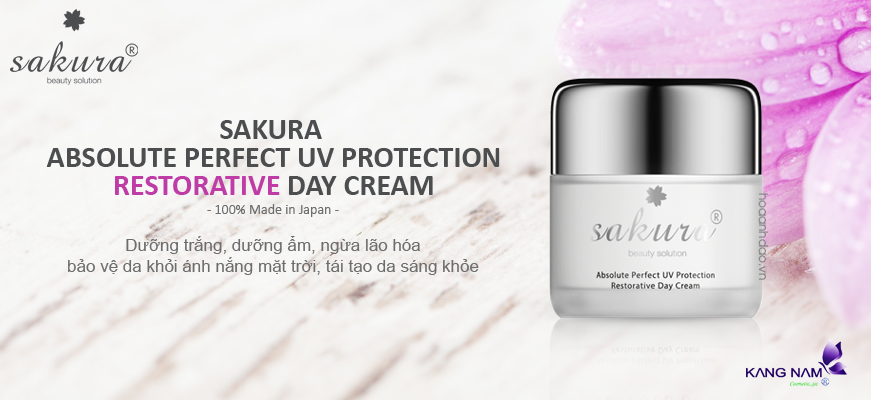 sakura®
beauty solution
SAKURA
ABSOLUTE PERFECT UV PROTECTION
RESTORATIVE DAY CREAM
- 100% Made in Japan -
Dưỡng trắng, dưỡng ẩm, ngừa lão hóa
bảo vệ da khỏi ánh nắng mặt trời, tái tạo da sáng khỏe
sakura®
beauty solution
Absolute Perfect UV Protection
Restorative Day Cream
hoaanhdao.vn
KANG NAM